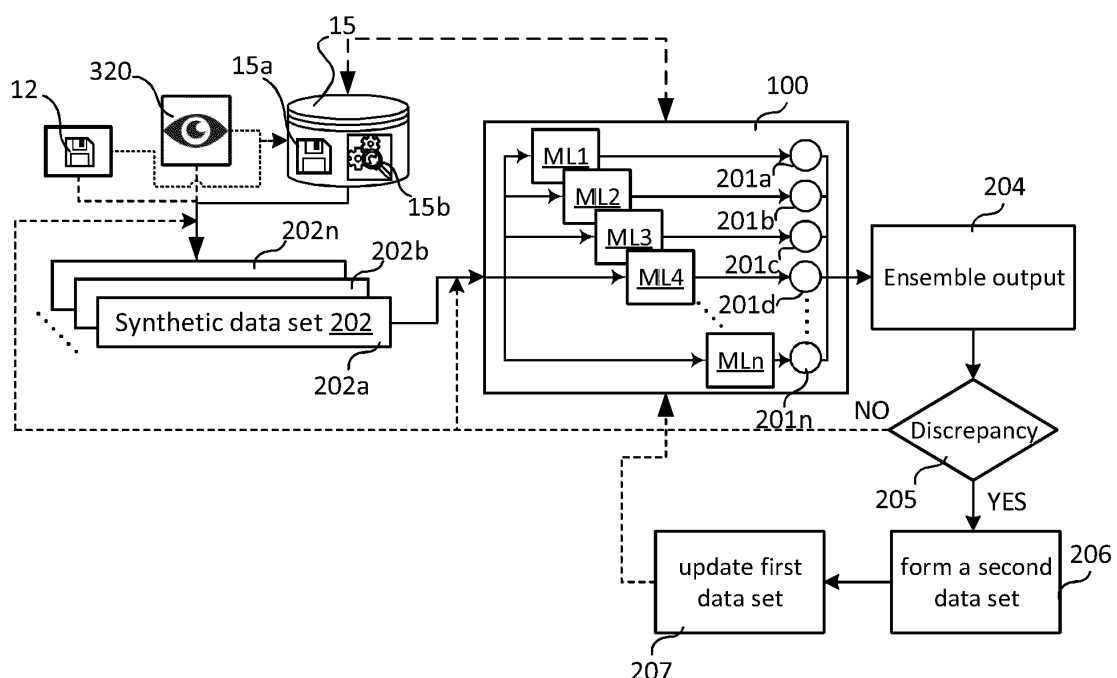 15
15a
320
12
100
ML1
201a
15b
ML2
201b
204
202n
ML3
202b
201c
Ensemble output
ML4
201d
Synthetic data set 202
202a
MLn
201n
NO
Discrepancy
205
YES
206
update first
data set
form a second
data set
207